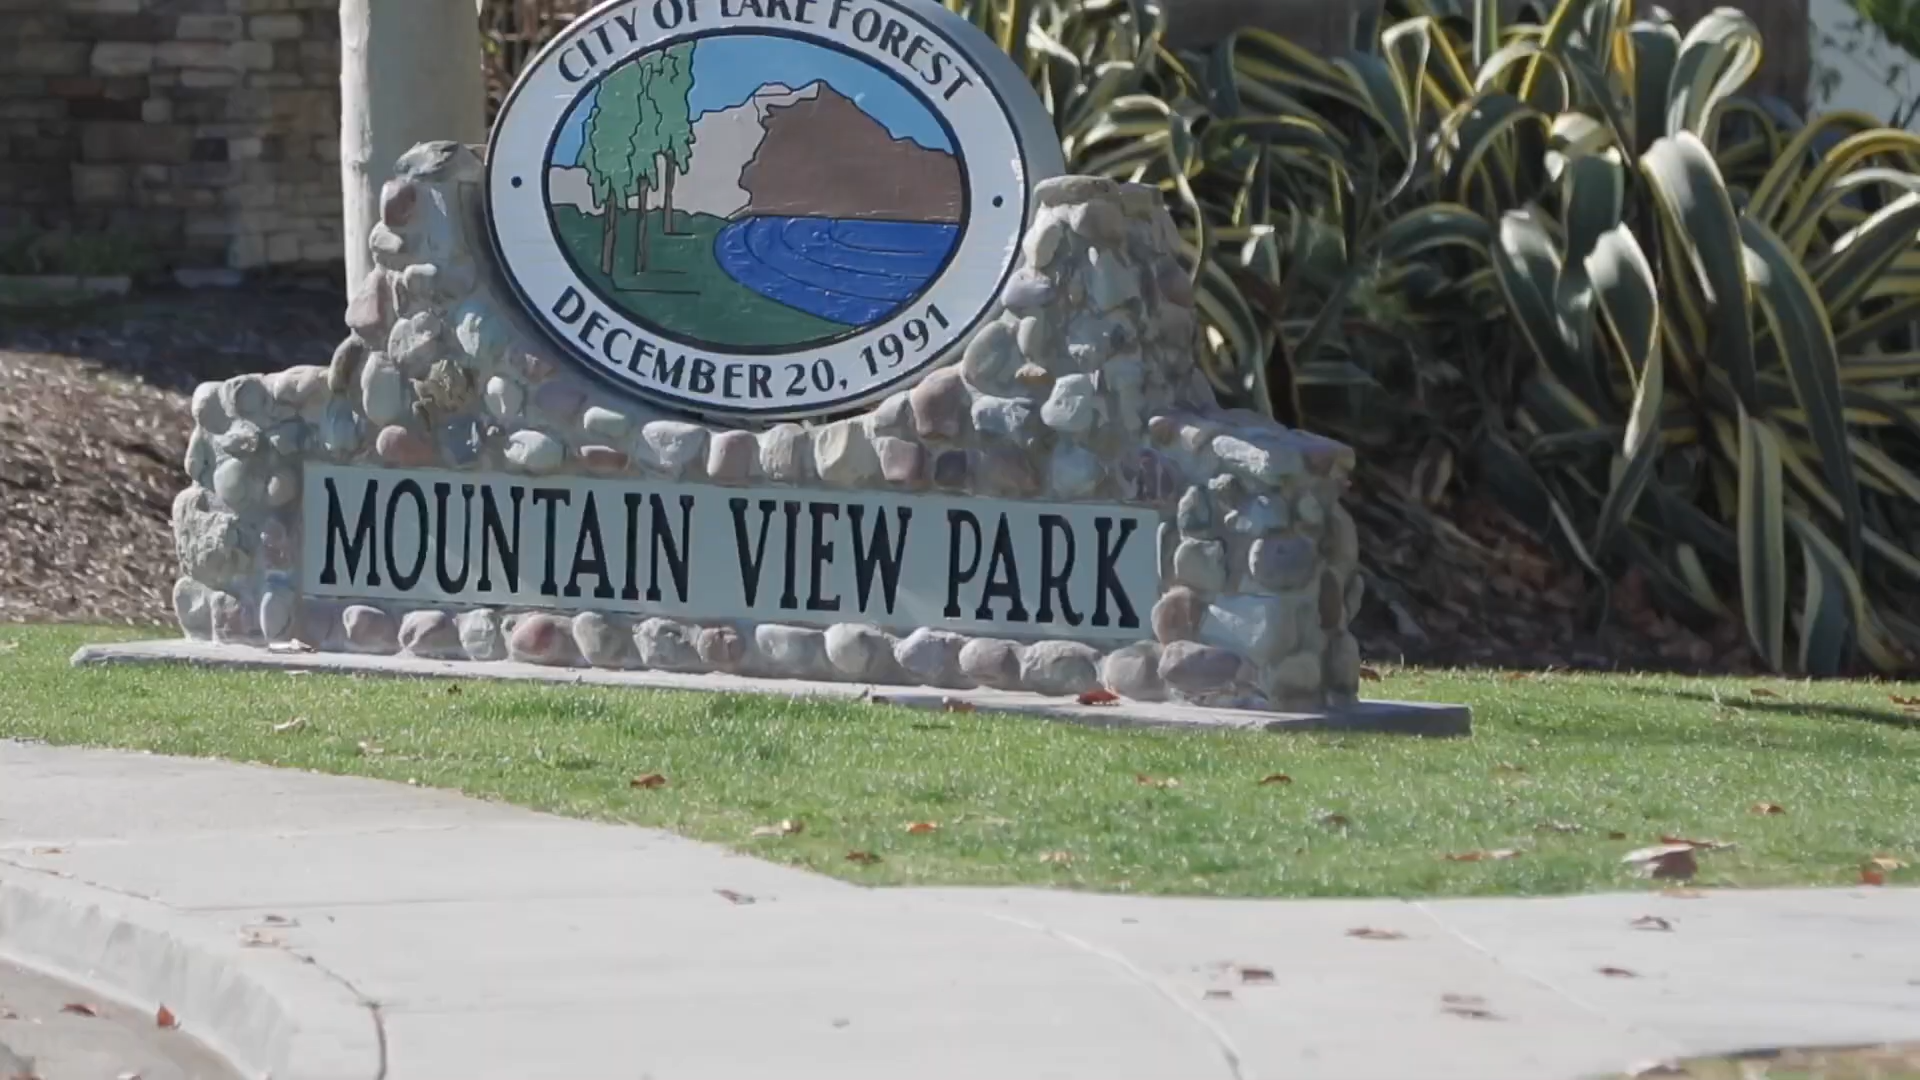 CITY OF LAKE FOREST
DECEMBER 20, 1991
MOUNTAIN VIEW PARK